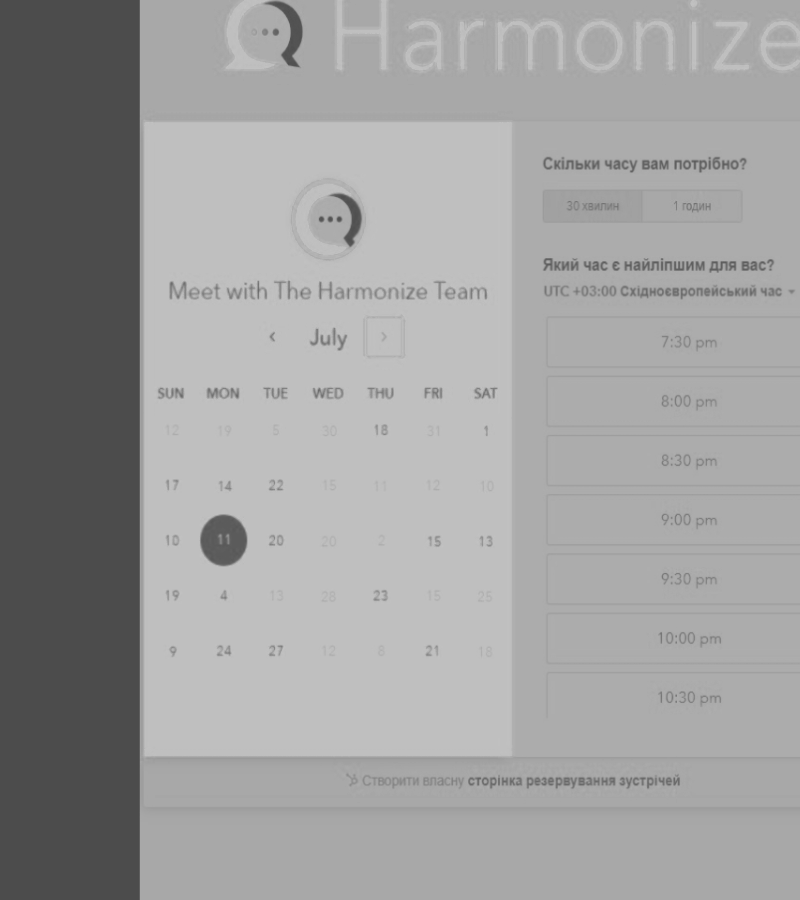 Harmonize
Meet with The Harmonize Team
‹ July ›
SUN MON TUE WED THU FRI SAT
12 19 5 30 18 31 1
17 14 22 15 11 12 10
10 11 20 20 2 15 13
19 4 13 28 23 15 25
9 24 27 12 8 21 18
Скільки часу вам потрібно?
30 хвилин 1 годин
Який час є найліпшим для вас?
UTC +03:00 Східноєвропейський час
7:30 pm
8:00 pm
8:30 pm
9:00 pm
9:30 pm
10:00 pm
10:30 pm
Створити власну сторінка резервування зустрічей